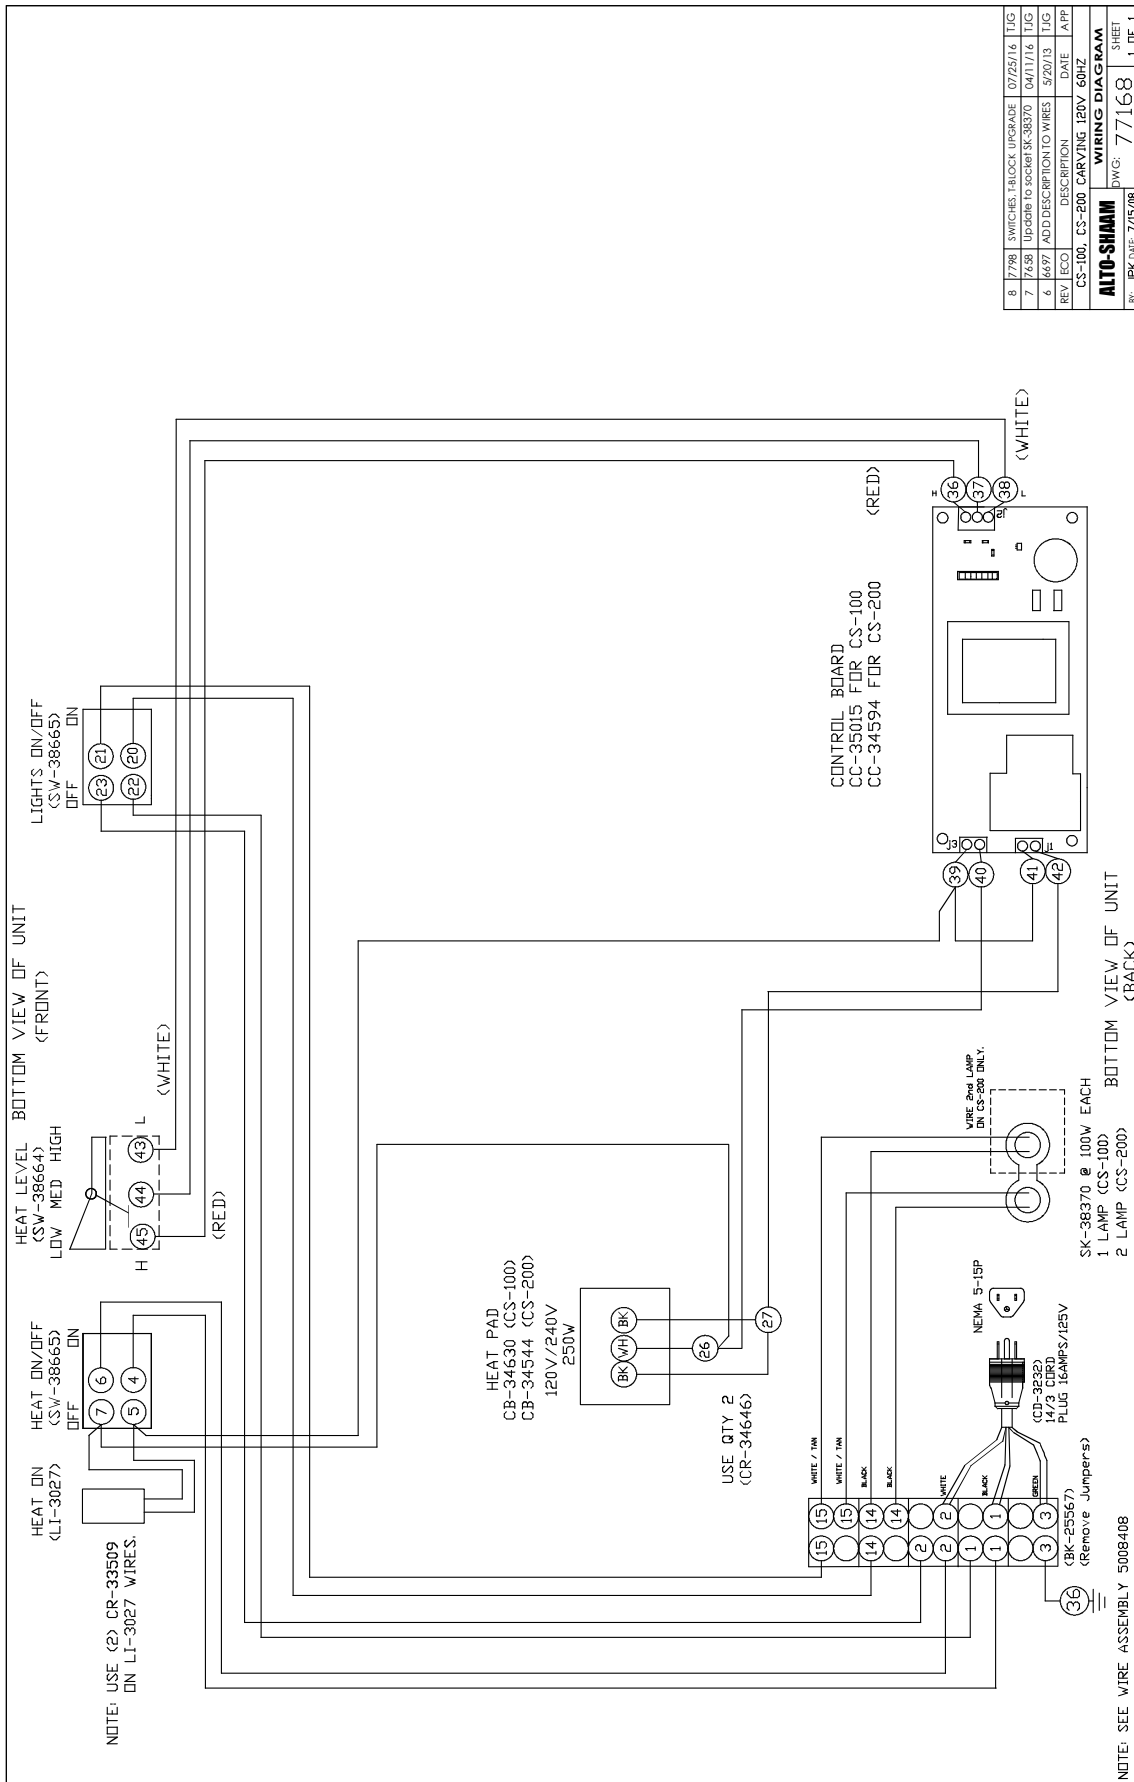 HEAT ON
(LI-3027)
NOTE: USE (2) CR-33509
ON LI-3027 WIRES.
HEAT ON/OFF
(SW-38665)
OFF
ON
7
6
5
4
HEAT LEVEL
(SW-38664)
LOW MED HIGH
H
45
44
43
L
(RED)
(WHITE)
BOTTOM VIEW OF UNIT
(FRONT)
LIGHTS ON/OFF
(SW-38665)
OFF
ON
23
21
22
20
HEAT PAD
CB-34630 (CS-100)
CB-34544 (CS-200)
120V/240V
250W
BK
WH
BK
26
27
USE QTY 2
(CR-34646)
CONTROL BOARD
CC-35015 FOR CS-100
CC-34594 FOR CS-200
(RED)
(WHITE)
H
36
37
38
L
J2
J3
J1
39
40
41
42
15
15
15
14
14
14
2
2
2
1
1
1
3
3
WHITE / TAN
WHITE / TAN
BLACK
BLACK
WHITE
BLACK
GREEN
(BK-25567)
(Remove Jumpers)
36
(CD-3232)
14/3 CORD
PLUG 16AMPS/125V
NEMA 5-15P
WIRE 2nd LAMP
ON CS-200 ONLY.
SK-38370 @ 100W EACH
1 LAMP (CS-100)
2 LAMP (CS-200)
BOTTOM VIEW OF UNIT
(BACK)
NOTE: SEE WIRE ASSEMBLY 5008408
8 7798 SWITCHES, T-BLOCK UPGRADE 07/25/16 TJG
7 7658 Update to socket SK-38370 04/11/16 TJG
6 6697 ADD DESCRIPTION TO WIRES 5/20/13 TJG
REV ECO DESCRIPTION DATE APP
CS-100, CS-200 CARVING 120V 60HZ
ALTO-SHAAM
WIRING DIAGRAM
BY: JPK DATE: 7/15/08
DWG: 77168
SHEET
1 OF 1